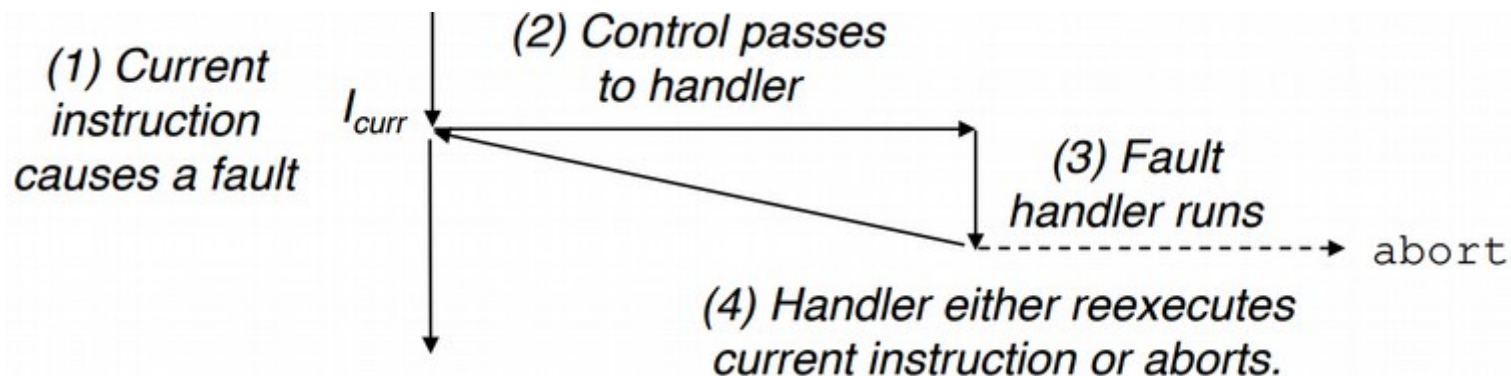 (1) Current
instruction
causes a fault
I_curr
(2) Control passes
to handler
(3) Fault
handler runs
abort
(4) Handler either reexecutes
current instruction or aborts.